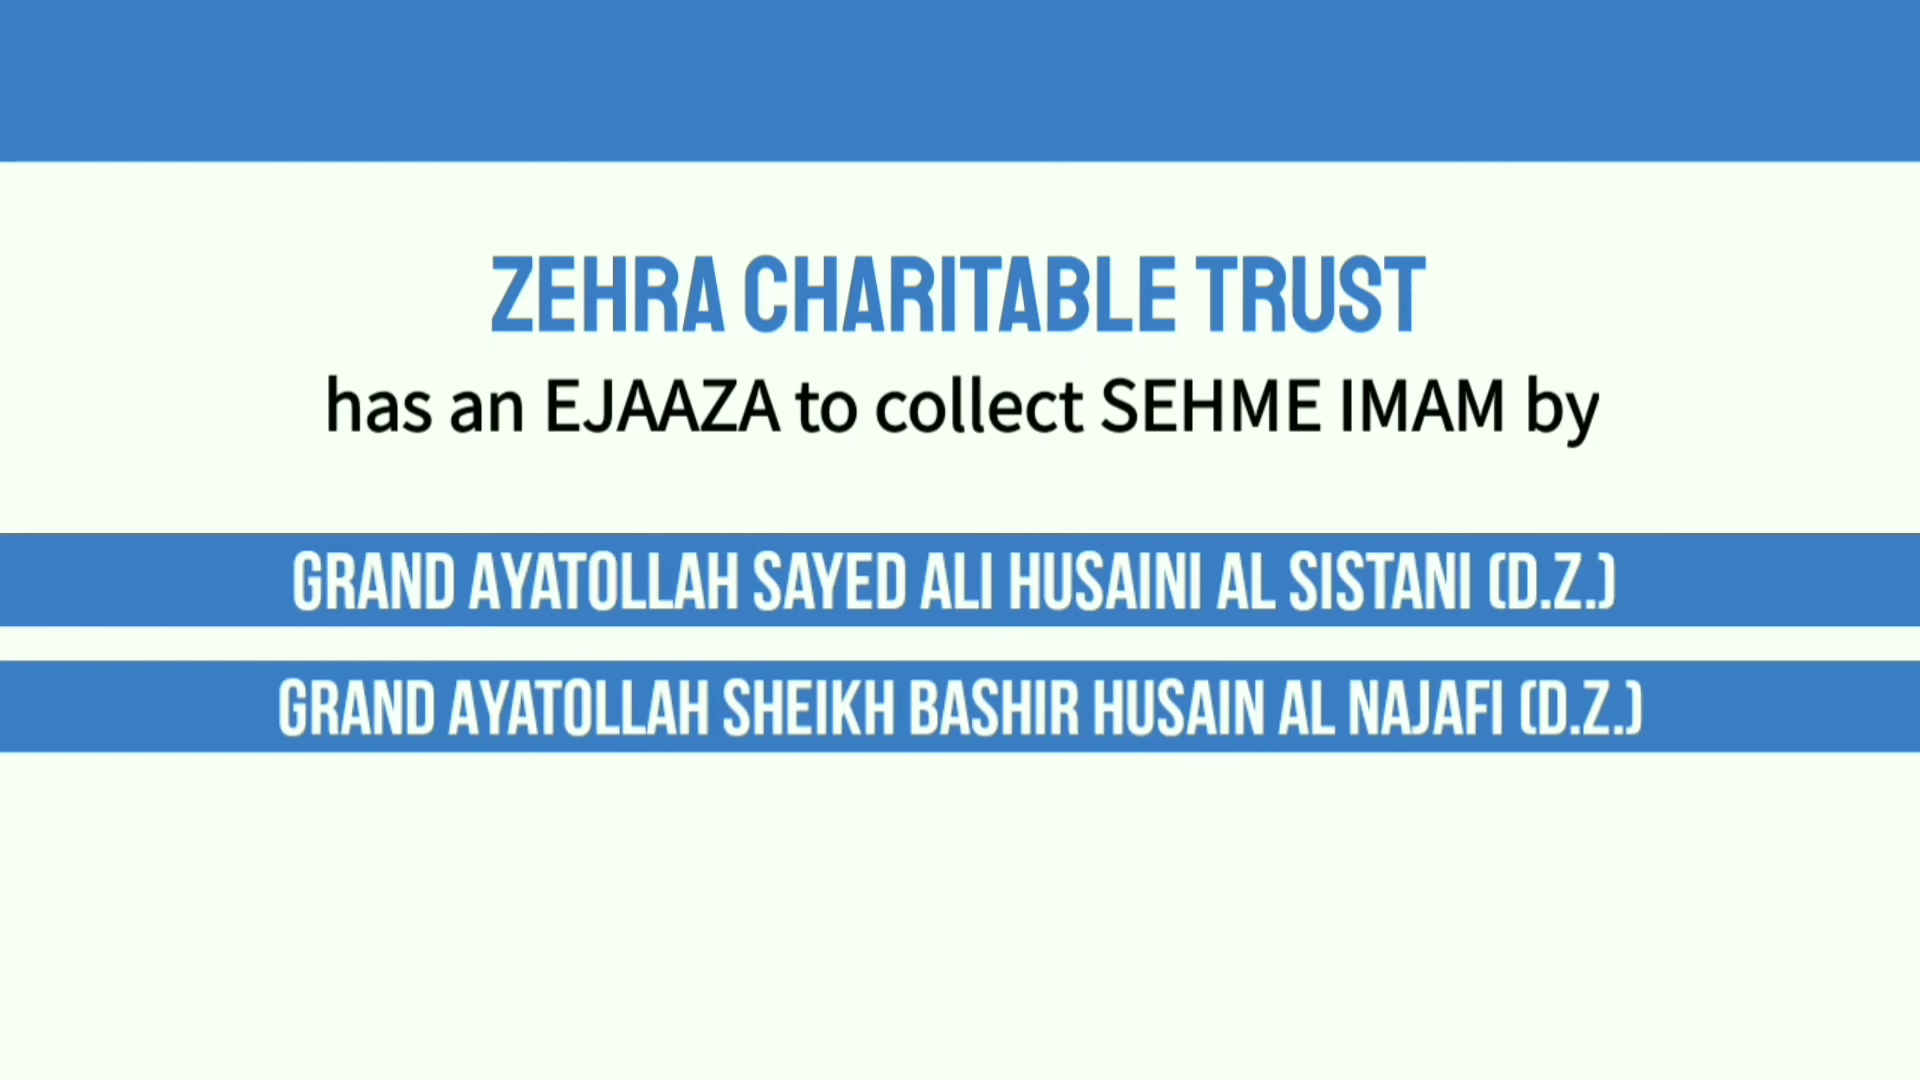 ZEHRA CHARITABLE TRUST
has an EJAAZA to collect SEHME IMAM by
GRAND AYATOLLAH SAYED ALI HUSAINI AL SISTANI (D.Z.)
GRAND AYATOLLAH SHEIKH BASHIR HUSAIN AL NAJAFI (D.Z.)